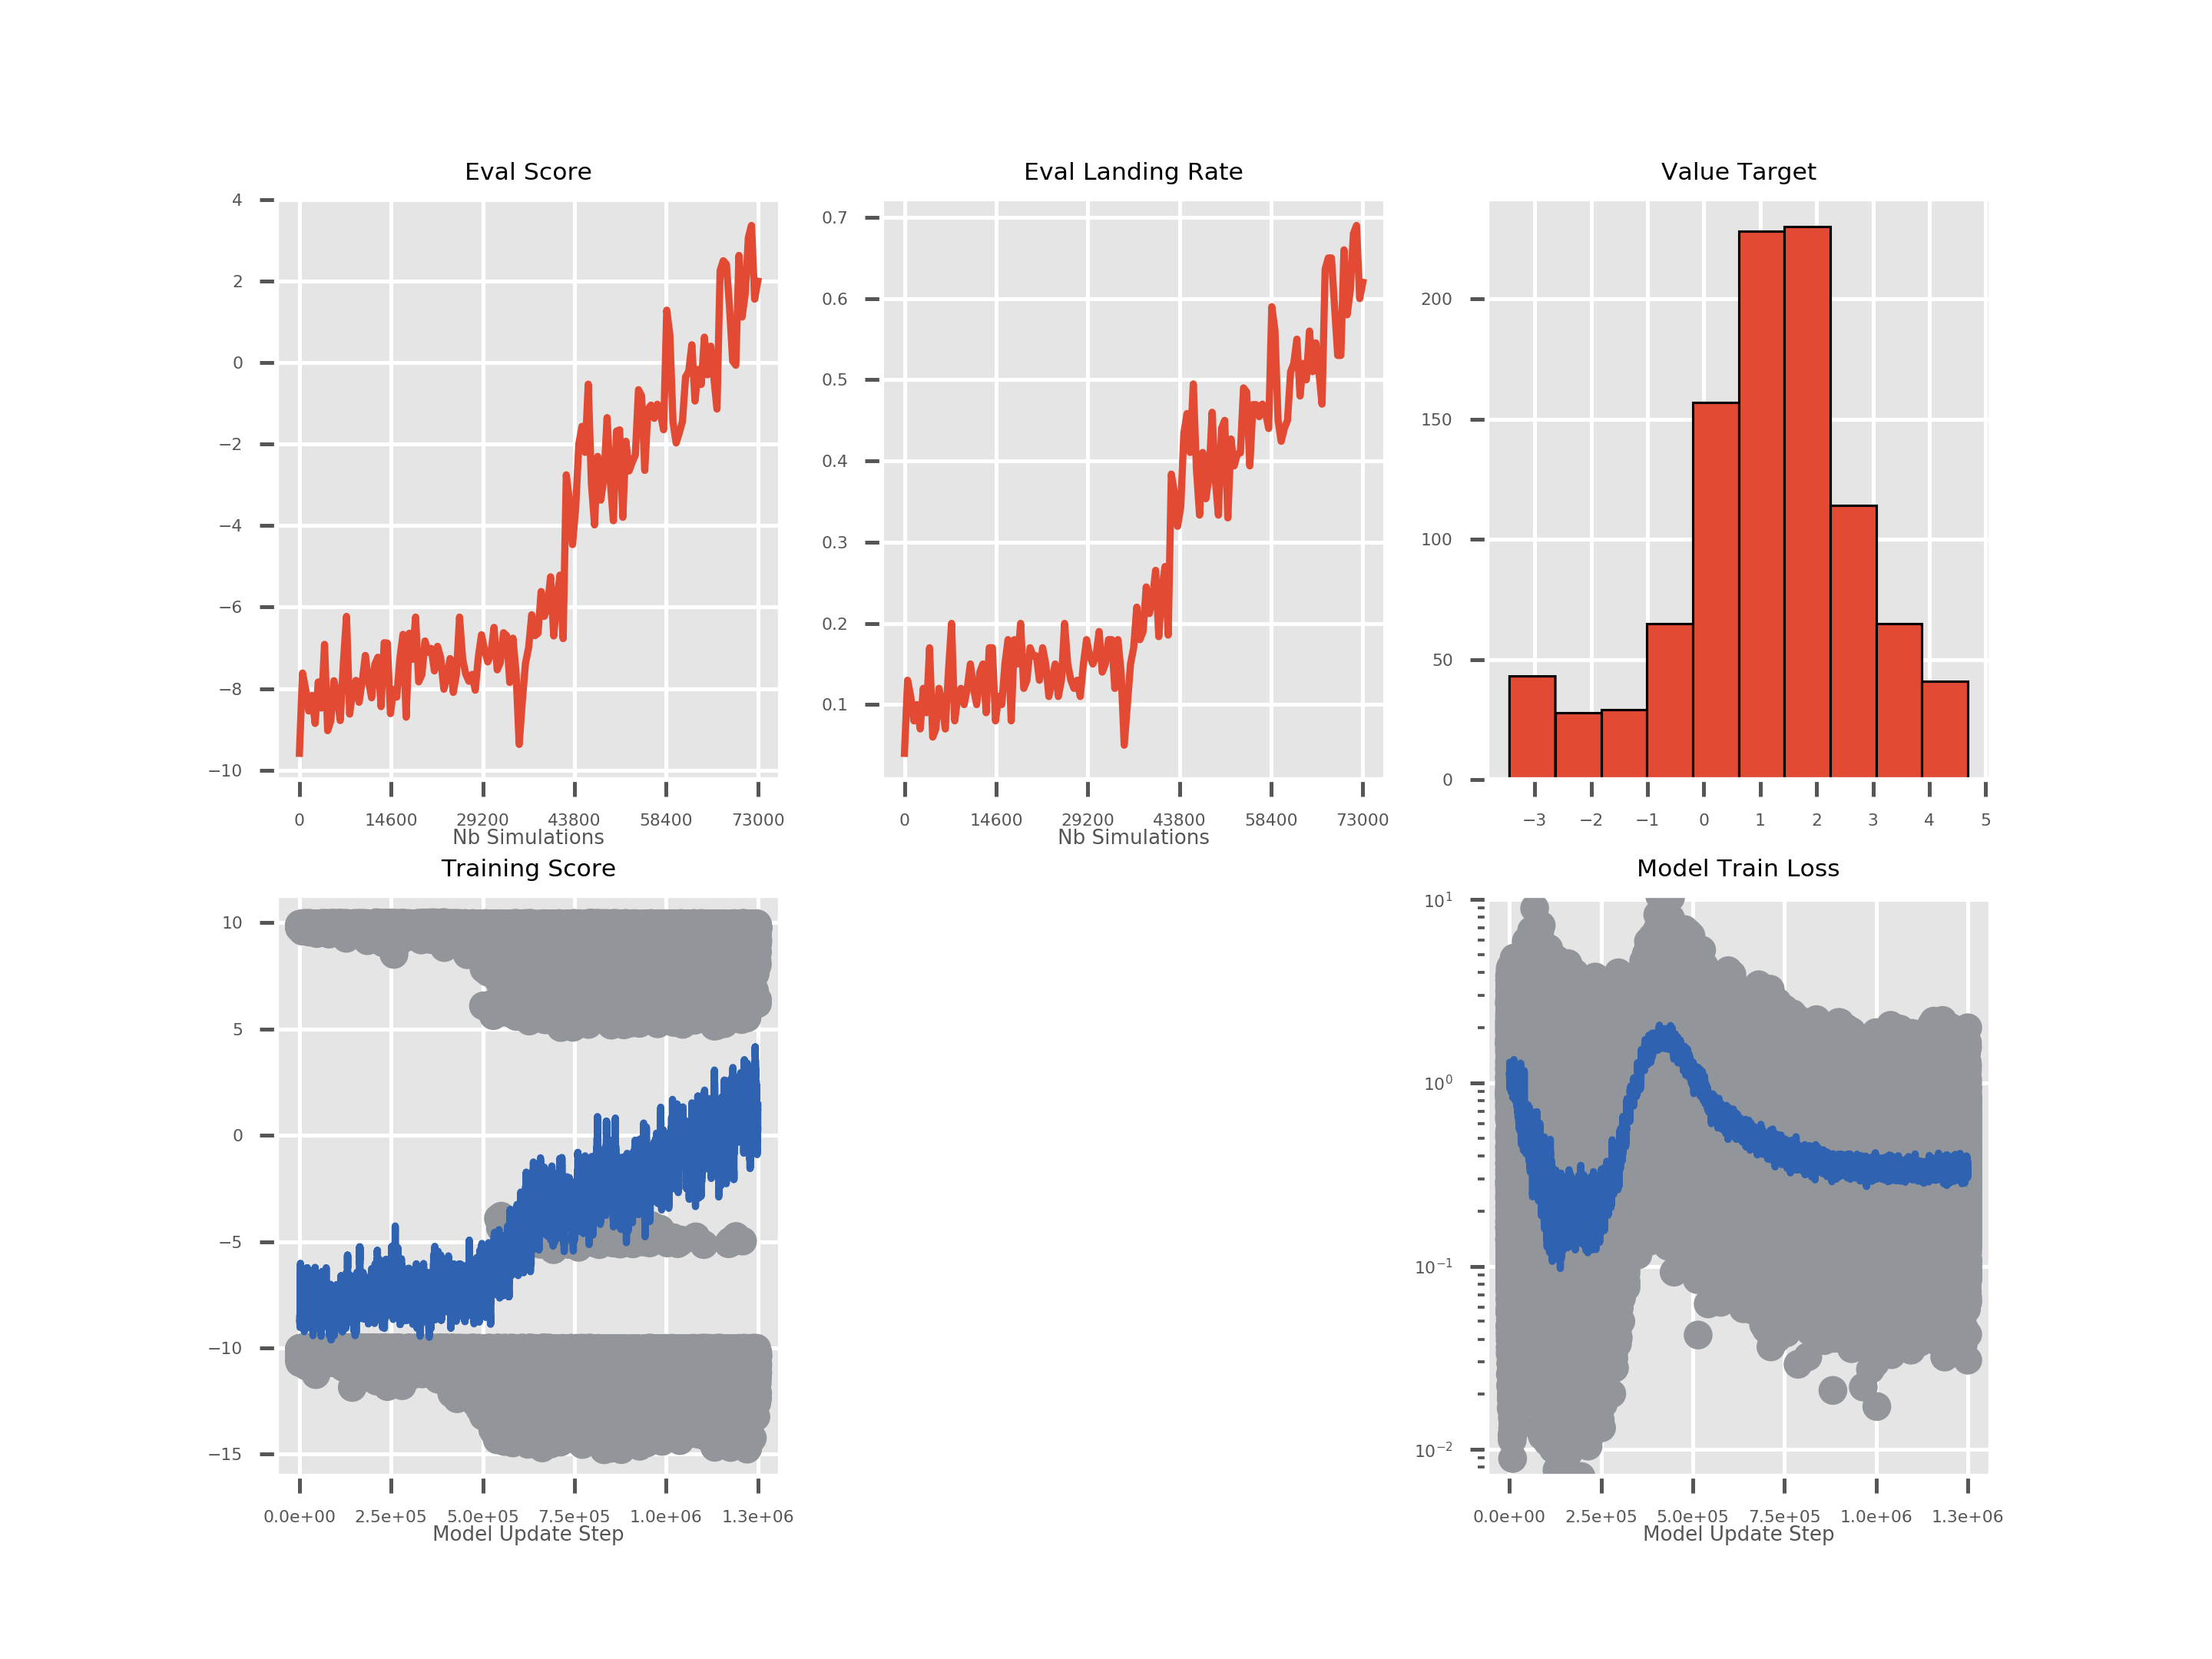 Eval Score
4
2
0
−2
−4
−6
−8
−10
0 14600 29200 43800 58400 73000
Nb Simulations
Eval Landing Rate
0.7
0.6
0.5
0.4
0.3
0.2
0.1
0 14600 29200 43800 58400 73000
Nb Simulations
Value Target
200
150
100
50
0
−3 −2 −1 0 1 2 3 4 5
Training Score
10
5
0
−5
−10
−15
0.0e+00 2.5e+05 5.0e+05 7.5e+05 1.0e+06 1.3e+06
Model Update Step
Model Train Loss
10¹
10⁰
10⁻¹
10⁻²
0.0e+00 2.5e+05 5.0e+05 7.5e+05 1.0e+06 1.3e+06
Model Update Step